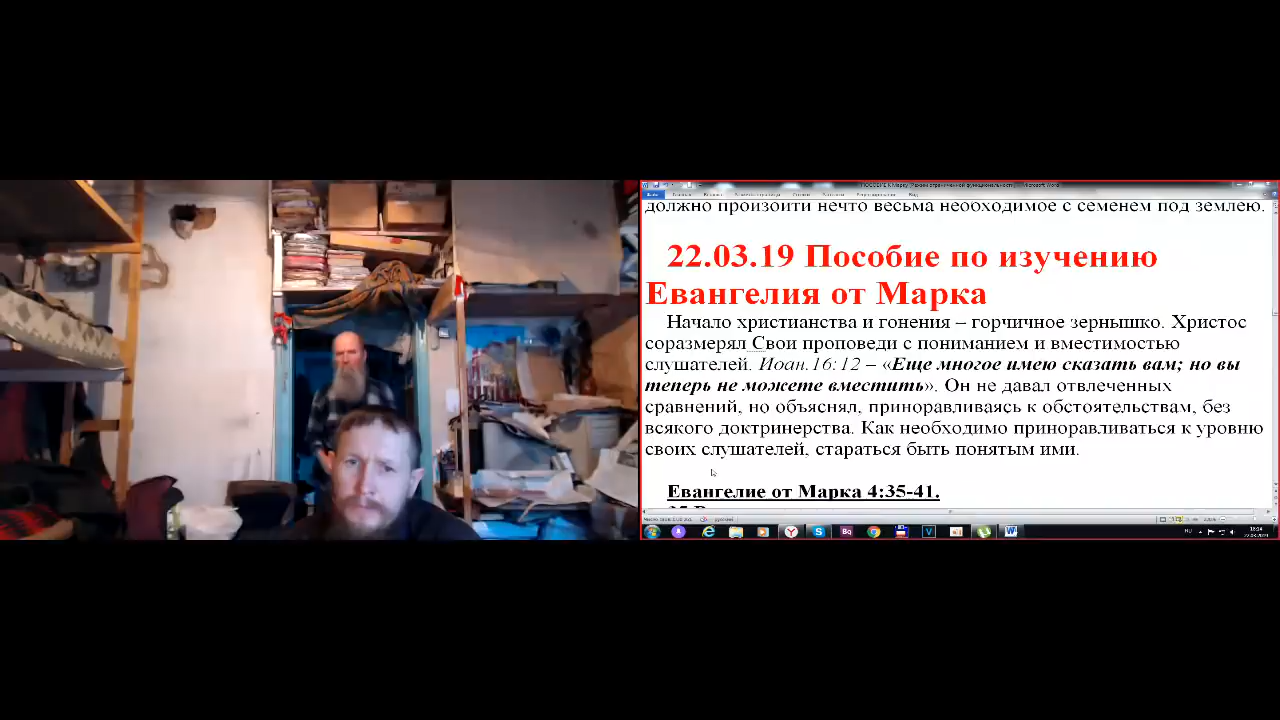 должно произойти нечто весьма необходимое с семенем под землею.
22.03.19 Пособие по изучению
Евангелия от Марка
Начало христианства и гонения – горчичное зернышко. Христос
соразмерял Свои проповеди с пониманием и вместимостью
слушателей. Иоан.16:12 – «Еще многое имею сказать вам; но вы
теперь не можете вместить». Он не давал отвлеченных
сравнений, но объяснял, приноравливаясь к обстоятельствам, без
всякого доктринерства. Как необходимо приноравливаться к уровню
своих слушателей, стараться быть понятым ими.
Евангелие от Марка 4:35-41.